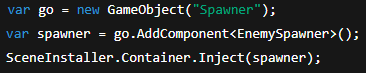 var go = new GameObject("Spawner");
var spawner = go.AddComponent<EnemySpawner>();
SceneInstaller.Container.Inject(spawner);